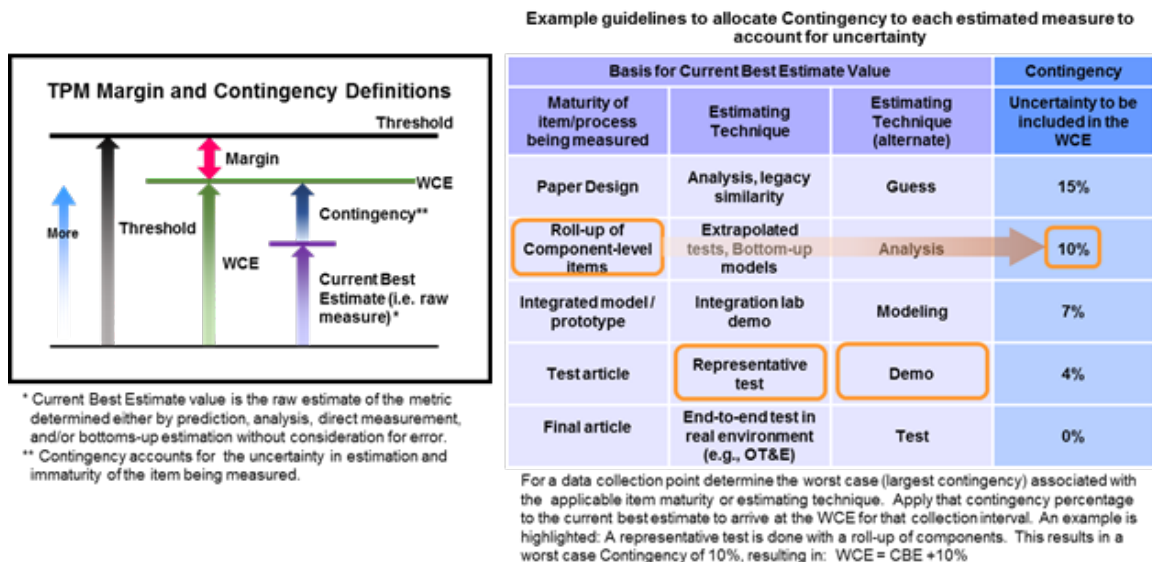 Example guidelines to allocate Contingency to each estimated measure to
account for uncertainty
TPM Margin and Contingency Definitions
Threshold
Margin
WCE
Contingency**
More
Threshold
WCE
Current Best
Estimate (i.e. raw
measure)*
* Current Best Estimate value is the raw estimate of the metric
determined either by prediction, analysis, direct measurement,
and/or bottoms-up estimation without consideration for error.
** Contingency accounts for the uncertainty in estimation and
immaturity of the item being measured.
Basis for Current Best Estimate Value
Contingency
Maturity of
item/process
being measured
Estimating
Technique
Estimating
Technique
(alternate)
Uncertainty to be
included in the
WCE
Paper Design
Analysis, legacy
similarity
Guess
15%
Roll-up of
Component-level
items
Extrapolated
tests, Bottom-up
models
Analysis
10%
Integrated model /
prototype
Integration lab
demo
Modeling
7%
Test article
Representative
test
Demo
4%
Final article
End-to-end test in
real environment
(e.g., OT&E)
Test
0%
For a data collection point determine the worst case (largest contingency) associated with
the applicable item maturity or estimating technique. Apply that contingency percentage
to the current best estimate to arrive at the WCE for that collection interval. An example is
highlighted: A representative test is done with a roll-up of components. This results in a
worst case Contingency of 10%, resulting in: WCE = CBE +10%